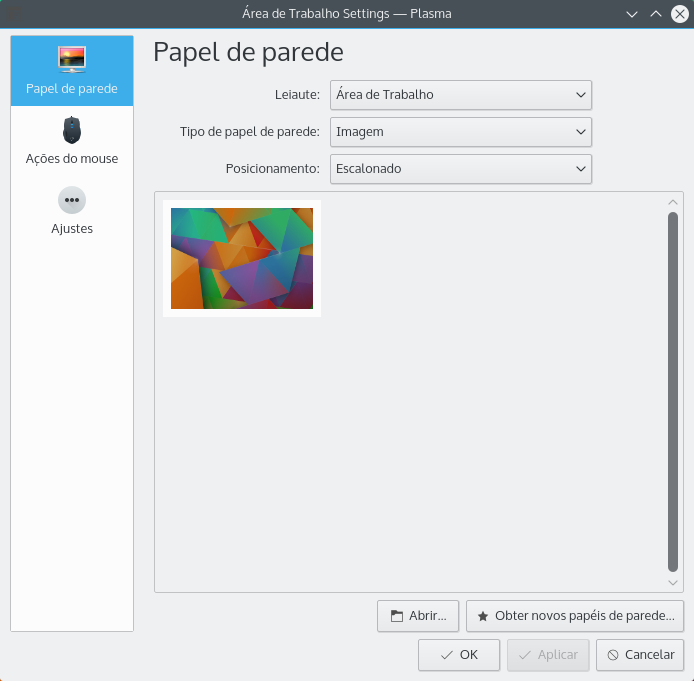 Área de Trabalho Settings — Plasma
Papel de parede
Ações do mouse
Ajustes
Papel de parede
Leiaute: Área de Trabalho
Tipo de papel de parede: Imagem
Posicionamento: Escalonado
Abrir... Obter novos papéis de parede...
OK Aplicar Cancelar